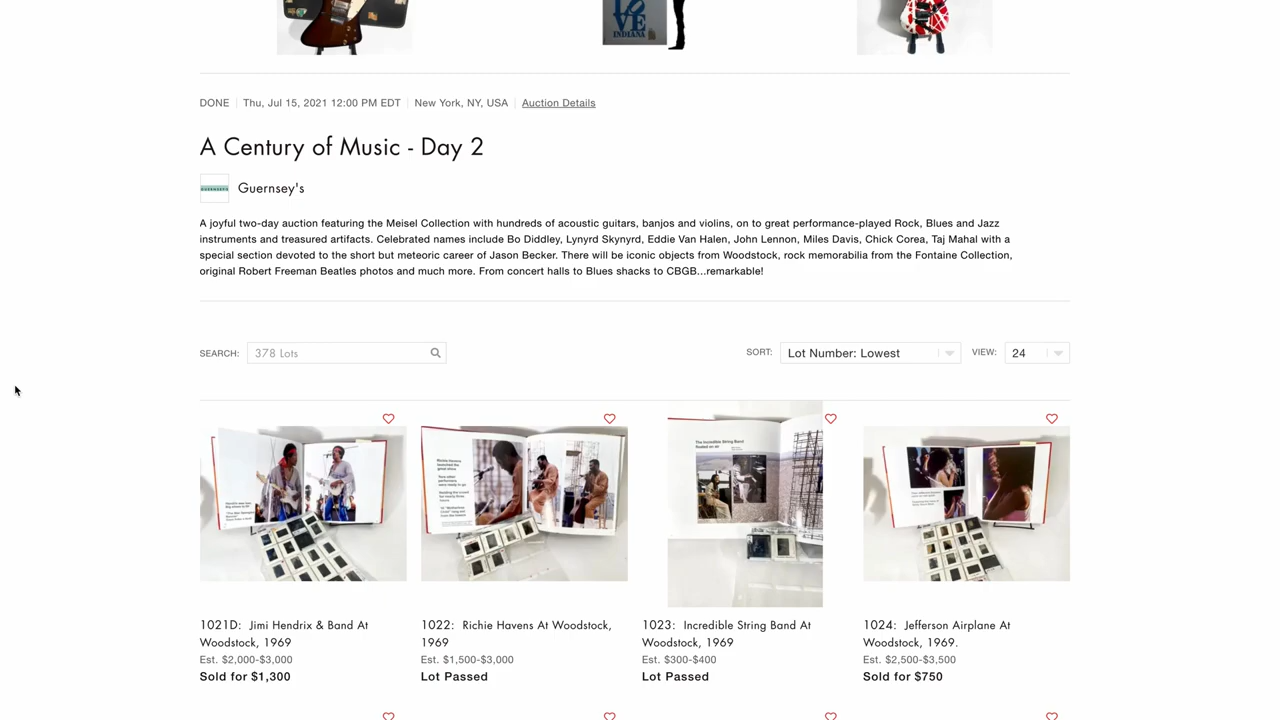 LOVE
INDIANA
DONE | Thu, Jul 15, 2021 12:00 PM EDT | New York, NY, USA | Auction Details
A Century of Music - Day 2
GUERNSEY'S
Guernsey's
A joyful two-day auction featuring the Meisel Collection with hundreds of acoustic guitars, banjos and violins, on to great performance-played Rock, Blues and Jazz
instruments and treasured artifacts. Celebrated names include Bo Diddley, Lynyrd Skynyrd, Eddie Van Halen, John Lennon, Miles Davis, Chick Corea, Taj Mahal with a
special section devoted to the short but meteoric career of Jason Becker. There will be iconic objects from Woodstock, rock memorabilia from the Fontaine Collection,
original Robert Freeman Beatles photos and much more. From concert halls to Blues shacks to CBGB...remarkable!
SEARCH: 378 Lots
SORT: Lot Number: Lowest VIEW: 24
The Incredible String Band
1021D: Jimi Hendrix & Band At
Woodstock, 1969
Est. $2,000-$3,000
Sold for $1,300
1022: Richie Havens At Woodstock,
1969
Est. $1,500-$3,000
Lot Passed
1023: Incredible String Band At
Woodstock, 1969
Est. $300-$400
Lot Passed
1024: Jefferson Airplane At
Woodstock, 1969.
Est. $2,500-$3,500
Sold for $750